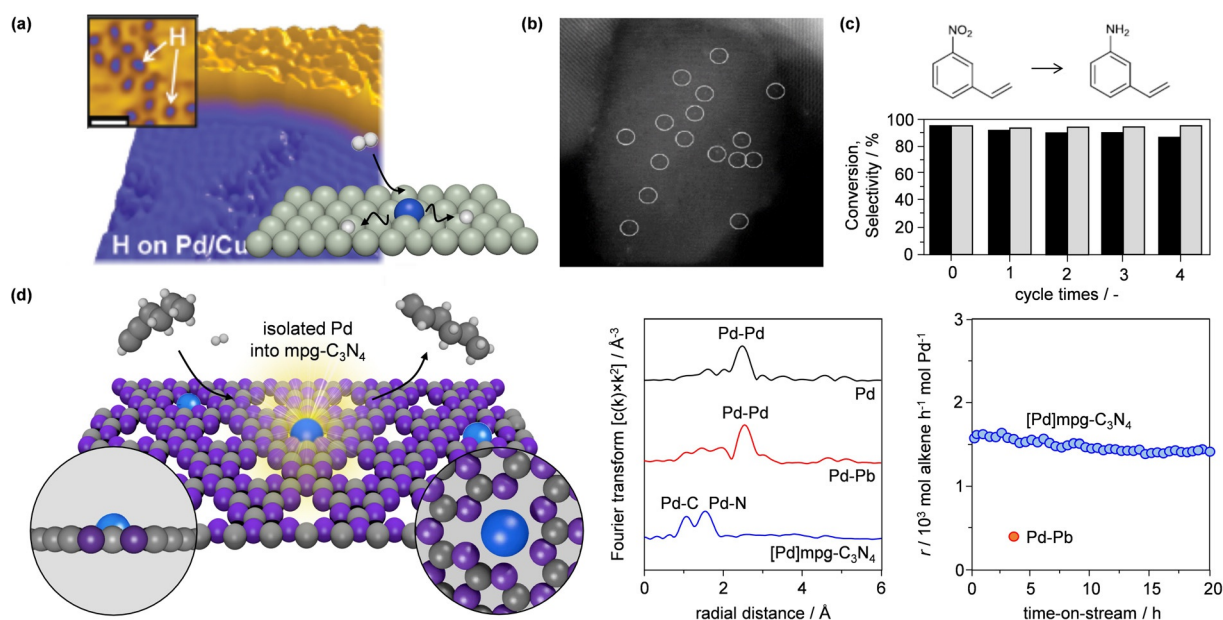 (a)
H
H on Pd/Cu
(b)
(c)
NO₂
NH₂
Conversion,
Selectivity / %
100
80
60
40
20
0
0 1 2 3 4
cycle times / -
(d)
isolated Pd
into mpg-C₃N₄
Fourier transform [c(k)×k²] / Å⁻³
Pd-Pd
Pd
Pd-Pd
Pd-Pb
Pd-C Pd-N
[Pd]mpg-C₃N₄
0 1 2 3 4 5 6
radial distance / Å
r / 10³ mol alkene h⁻¹ mol Pd⁻¹
3
2
1
0
[Pd]mpg-C₃N₄
Pd-Pb
0 5 10 15 20
time-on-stream / h